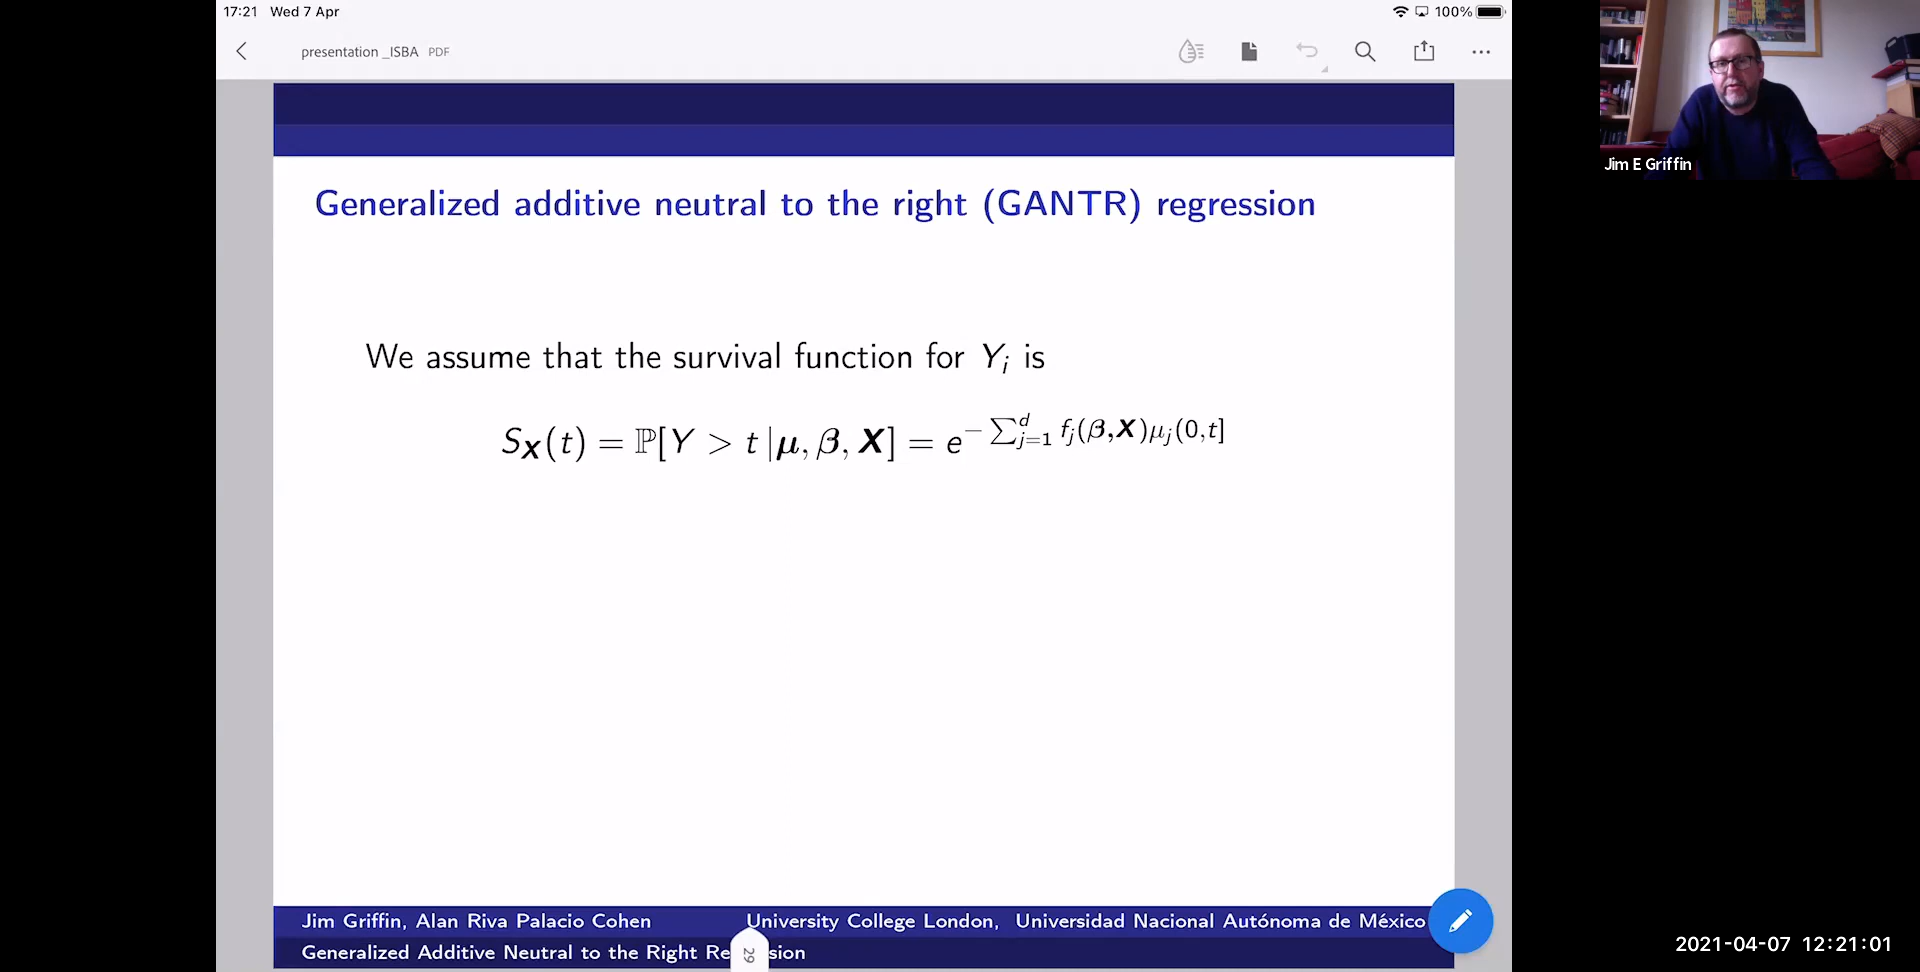 17:21 Wed 7 Apr
100%
presentation _ISBA PDF
Jim E Griffin
Generalized additive neutral to the right (GANTR) regression
We assume that the survival function for Y_i is
S_X(t) = ℙ[Y > t | μ, β, X] = e^{− ∑_{j=1}^{d} f_j(β,X)μ_j(0,t]}
Jim Griffin, Alan Riva Palacio Cohen
University College London, Universidad Nacional Autónoma de México
Generalized Additive Neutral to the Right Re sion
29
2021-04-07 12:21:01